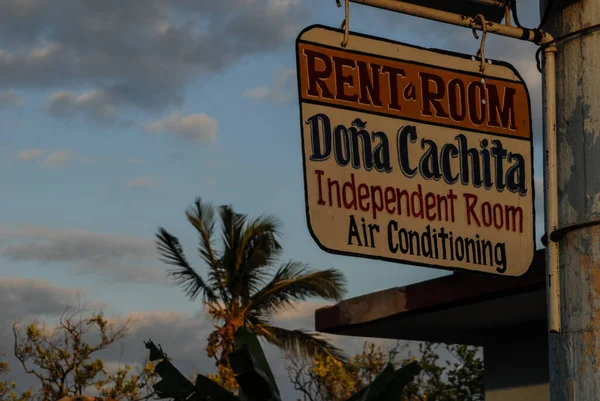 RENT a ROOM
Doña Cachita
Independent Room
Air Conditioning